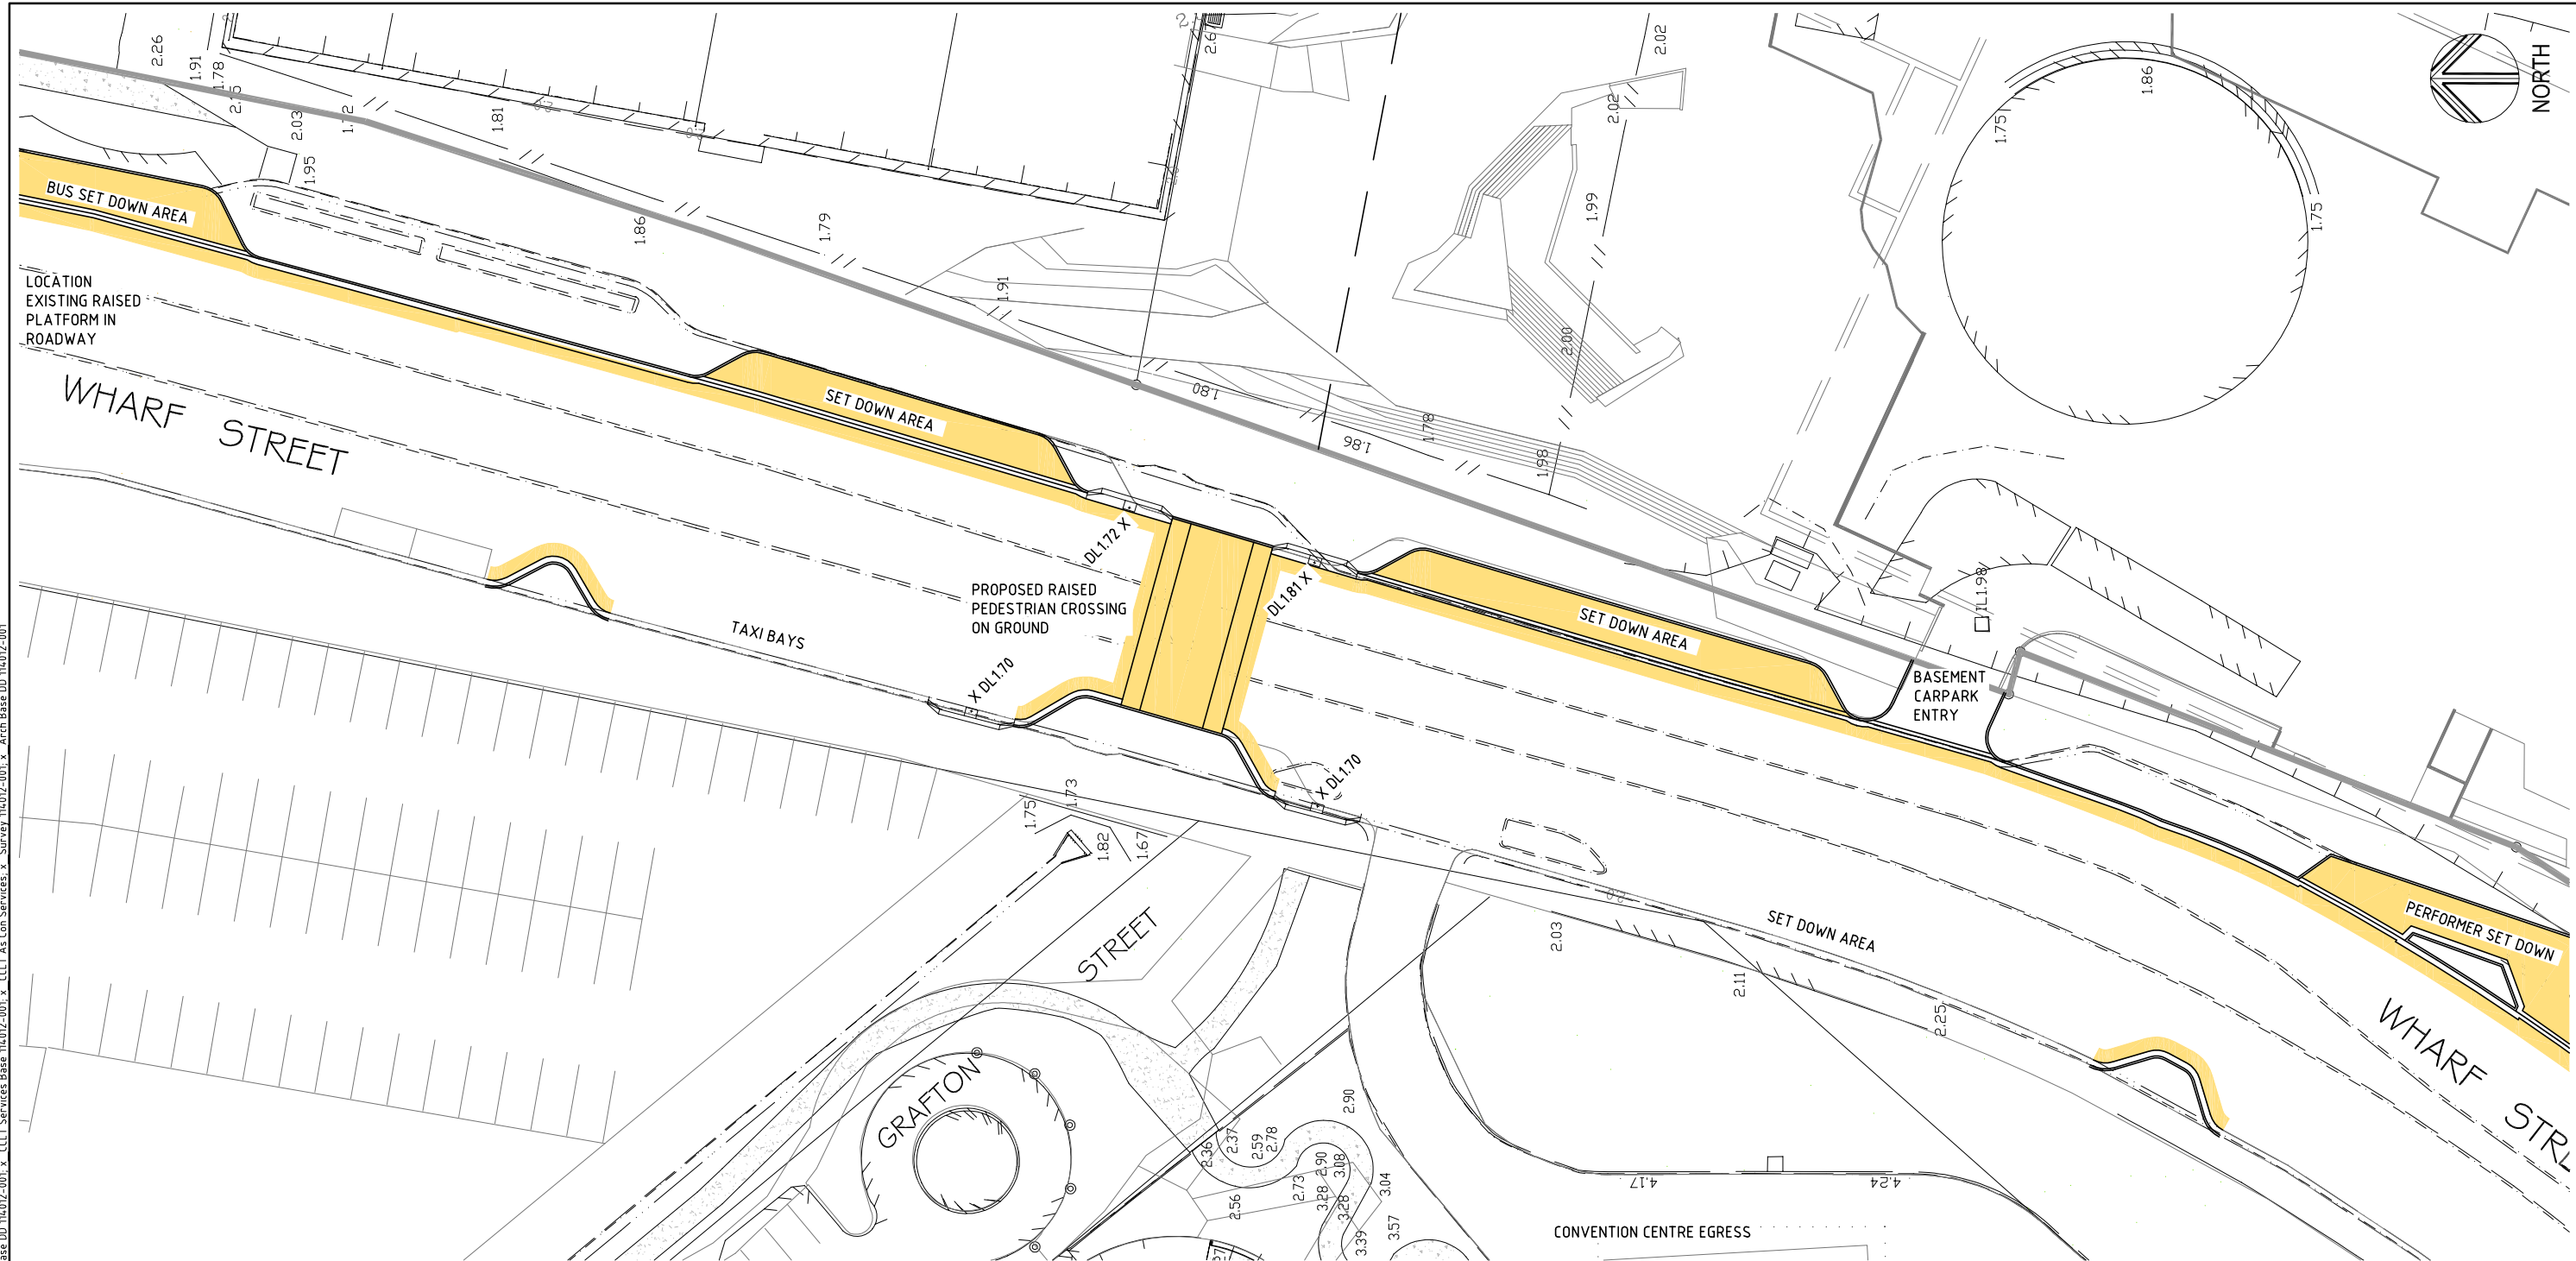 2.26
1.91
1.78
2.03
1.81
1.95
1.86
1.79
1.91
2.02
2.02
1.99
2.00
1.98
1.80
1.86
1.78
1.75
1.86
1.75
NORTH
BUS SET DOWN AREA
LOCATION
EXISTING RAISED
PLATFORM IN
ROADWAY
WHARF STREET
SET DOWN AREA
DL1.72 X
DL1.81 X
PROPOSED RAISED
PEDESTRIAN CROSSING
ON GROUND
TAXI BAYS
X DL1.70
X DL1.70
SET DOWN AREA
IL1.98
BASEMENT
CARPARK
ENTRY
1.75
1.73
1.82
1.67
STREET
GRAFTON
SET DOWN AREA
2.03
2.11
2.25
PERFORMER SET DOWN
WHARF
2.90
2.36
2.37
2.59
2.78
2.56
2.73
3.28
2.90
3.08
3.28
3.04
3.39
3.57
4.17
4.24
CONVENTION CENTRE EGRESS